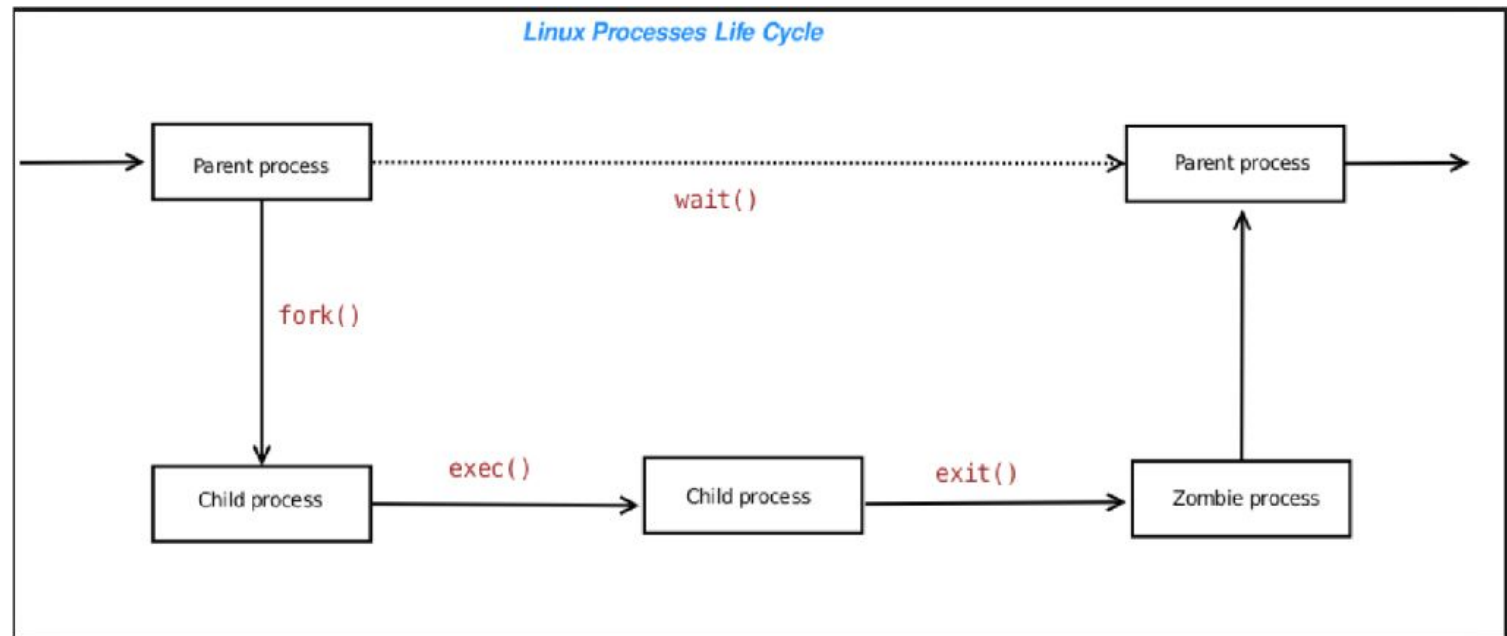 Linux Processes Life Cycle
Parent process
Parent process
wait()
fork()
exec()
exit()
Child process
Child process
Zombie process